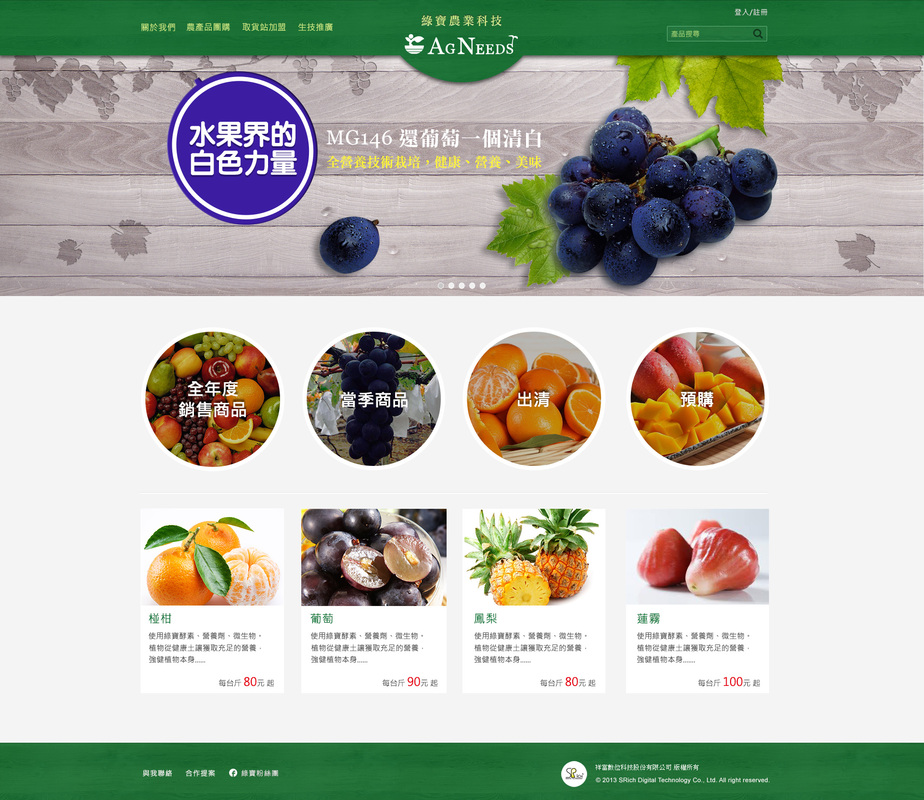 登入/註冊
綠寶農業科技
關於我們 農產品團購 取貨站加盟 生技推廣
AGNEEDS
產品搜尋
水果界的
白色力量
MG146 還葡萄一個清白
全營養技術栽培，健康、營養、美味
全年度
銷售商品
當季商品
出清
預購
椪柑
使用綠寶酵素、營養劑、微生物，
植物從健康土讓獲取充足的營養，
強健植物本身......
每台斤 80元 起
葡萄
使用綠寶酵素、營養劑、微生物，
植物從健康土讓獲取充足的營養，
強健植物本身......
每台斤 90元 起
鳳梨
使用綠寶酵素、營養劑、微生物，
植物從健康土讓獲取充足的營養，
強健植物本身......
每台斤 80元 起
蓮霧
使用綠寶酵素、營養劑、微生物，
植物從健康土讓獲取充足的營養，
強健植物本身.......
每台斤 100元 起
與我聯絡 合作提案 綠寶粉絲團
祥富數位科技股份有限公司 版權所有
© 2013 SRich Digital Technology Co., Ltd. All right reserved.